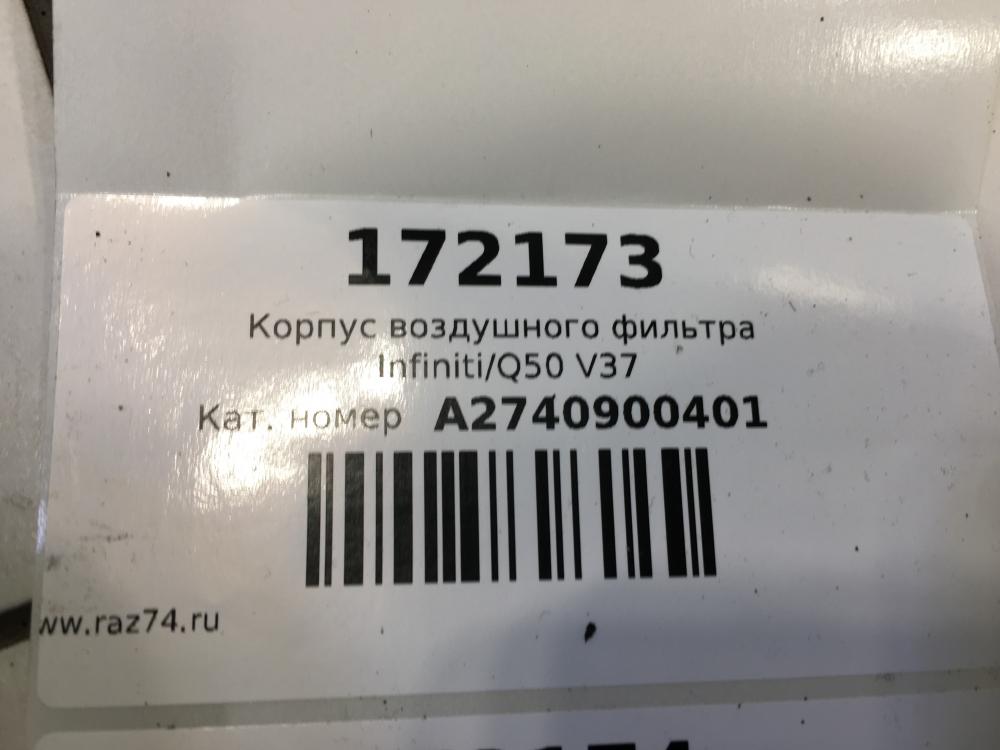 172173
Корпус воздушного фильтра
Infiniti/Q50 V37
Кат. номер A2740900401
ww.raz74.ru